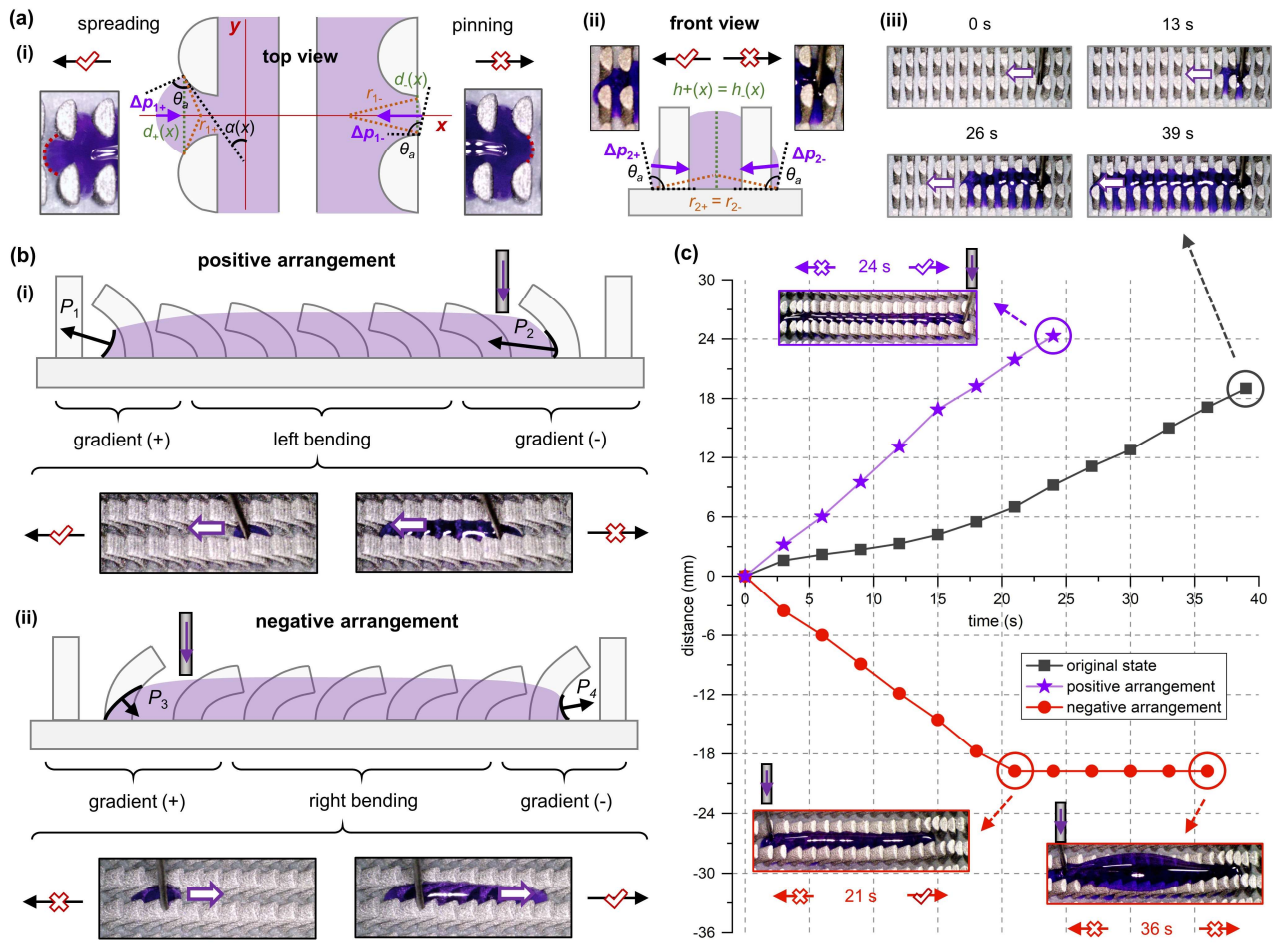 (a)
spreading
y
pinning
(i)
top view
d₋(x)
θₐ
r₁₋
Δp₁₊
r₁₊
α(x)
d₊(x)
Δp₁₋
x
θₐ
(ii)
front view
h+(x) = h₋(x)
Δp₂₊
Δp₂₋
θₐ
θₐ
r₂₊ = r₂₋
(iii)
0 s
13 s
26 s
39 s
(b)
positive arrangement
(i)
P₁
P₂
gradient (+)
left bending
gradient (-)
(ii)
negative arrangement
P₃
P₄
gradient (+)
right bending
gradient (-)
(c)
24 s
30
24
18
12
6
0
-6
-12
-18
-24
-30
-36
distance (mm)
0
5
10
15
20
25
30
35
40
time (s)
original state
positive arrangement
negative arrangement
21 s
36 s